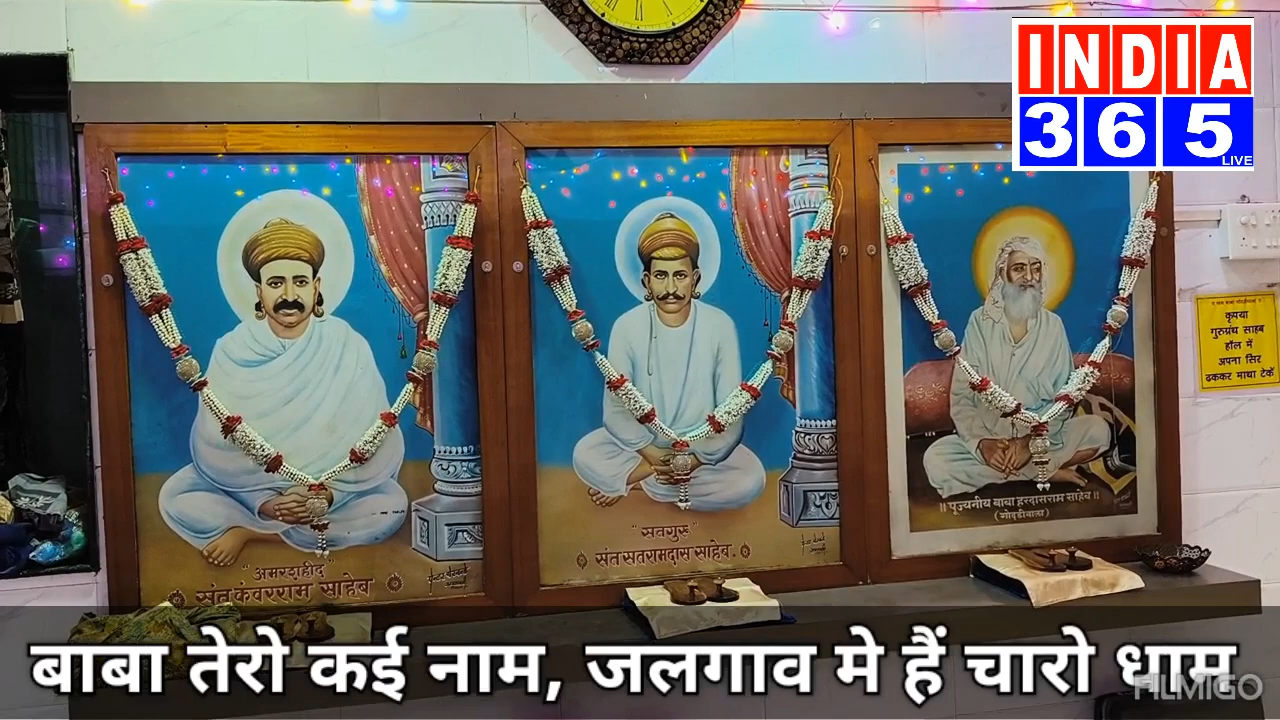 INDIA
365
LIVE
"अमरशहीद"
संतकंवरराम साहेब
"सतगुरू"
संत सतरामदास साहेब.
॥ पूज्यनीय बाबा हरदासराम साहेब ॥
(गोदडीवाला)
कृपया
गुरुग्रंथ साहब
हॉल में
अपना सिर
ढककर माथा टेकें
बाबा तेरो कई नाम, जलगाव मे हैं चारो धाम
FILMIGO